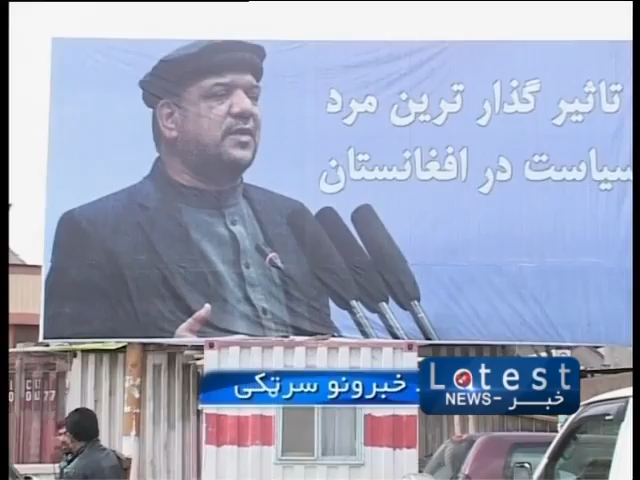 تاثیر گذار ترین مرد
سیاست در افغانستان
خبرونو سرټکی
Latest
NEWS - خبر